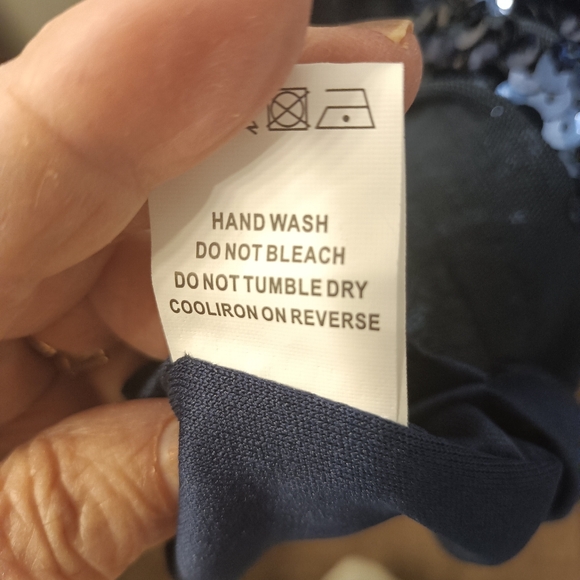 HAND WASH
DO NOT BLEACH
DO NOT TUMBLE DRY
COOLIRON ON REVERSE